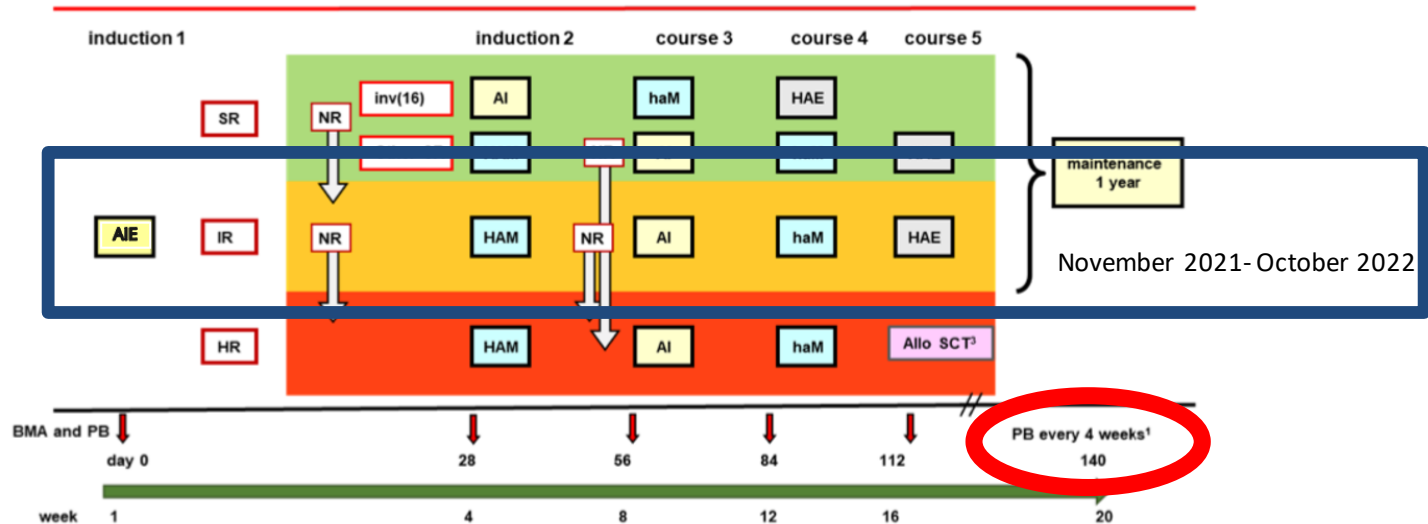 induction 1 induction 2 course 3 course 4 course 5
inv(16) AI haM HAE
SR NR
maintenance
1 year
AIE IR NR HAM NR AI haM HAE
November 2021- October 2022
HR HAM AI haM Allo SCT³
BMA and PB PB every 4 weeks¹
day 0 28 56 84 112 140
week 1 4 8 12 16 20